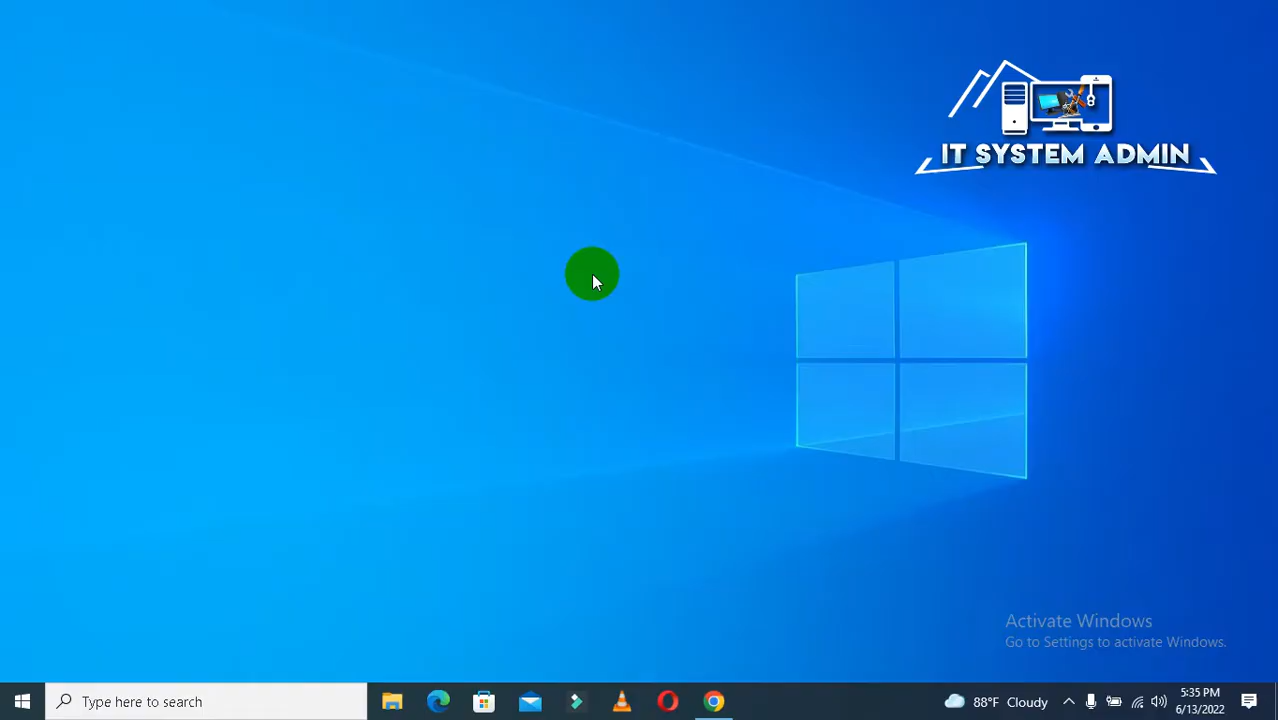 IT SYSTEM ADMIN
Activate Windows
Go to Settings to activate Windows.
Type here to search
88°F Cloudy
5:35 PM
6/13/2022